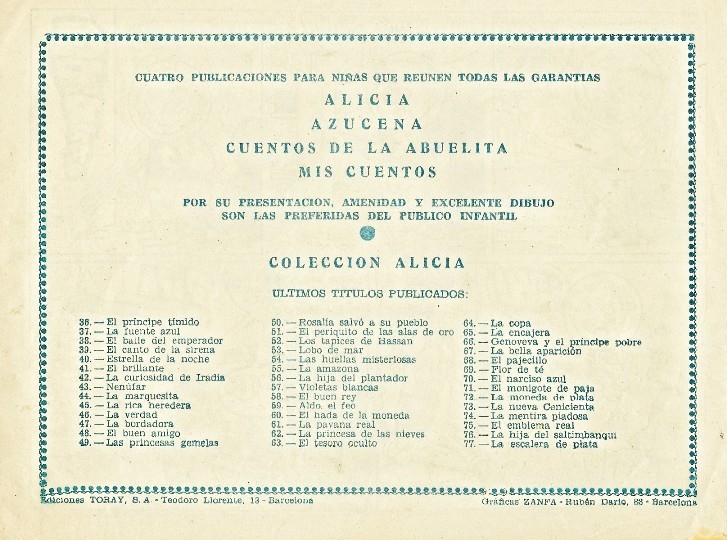 CUATRO PUBLICACIONES PARA NIÑAS QUE REUNEN TODAS LAS GARANTIAS
ALICIA
AZUCENA
CUENTOS DE LA ABUELITA
MIS CUENTOS
POR SU PRESENTACION, AMENIDAD Y EXCELENTE DIBUJO
SON LAS PREFERIDAS DEL PUBLICO INFANTIL
COLECCION ALICIA
ULTIMOS TITULOS PUBLICADOS:
36. — El príncipe tímido
37. — La fuente azul
38. — El baile del emperador
39. — El canto de la sirena
40. — Estrella de la noche
41. — El brillante
42. — La curiosidad de Iradia
43. — Nenúfar
44. — La marquesita
45. — La rica heredera
46. — La verdad
47. — La bordadora
48. — El buen amigo
49. — Las princesas gemelas
50. — Rosalía salvó a su pueblo
51. — El periquito de las alas de oro
52. — Los tapices de Hassan
53. — Lobo de mar
54. — Las huellas misteriosas
55. — La amazona
56. — La hija del plantador
57. — Violetas blancas
58. — El buen rey
59. — Aldo, el feo
60. — El hada de la moneda
61. — La pavana real
62. — La princesa de las nieves
63. — El tesoro oculto
64. — La copa
65. — La encajera
66. — Genoveva y el príncipe pobre
67. — La bella aparición
68. — El pajecillo
69. — Flor de té
70. — El narciso azul
71. — El monigote de paja
72. — La moneda de plata
73. — La nueva Cenicienta
74. — La mentira piadosa
75. — El emblema real
76. — La hija del saltimbanqui
77. — La escalera de plata
Ediciones TORAY, S. A. - Teodoro Llorente, 13 - Barcelona
Gráficas ZANFA - Rubén Darío, 88 - Barcelona